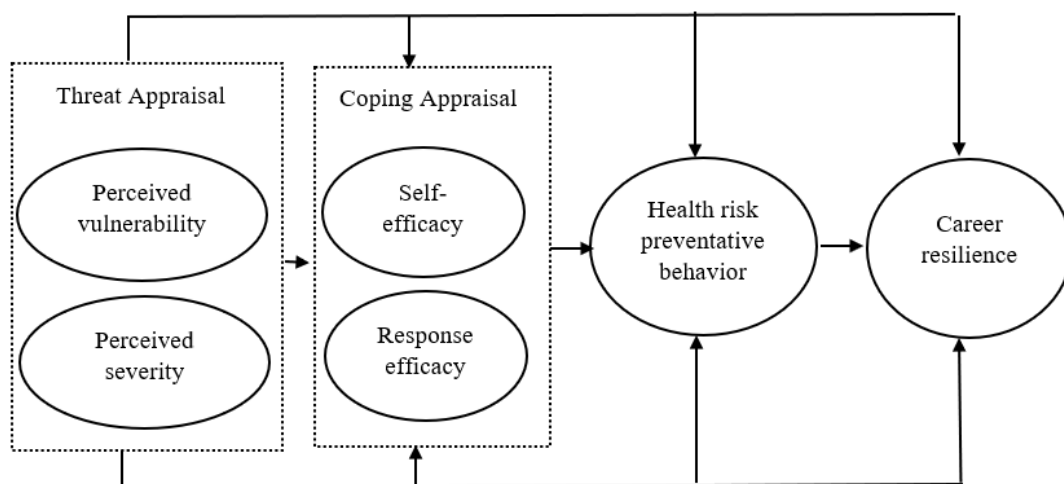 Threat Appraisal
Perceived
vulnerability
Perceived
severity
Coping Appraisal
Self-
efficacy
Response
efficacy
Health risk
preventative
behavior
Career
resilience